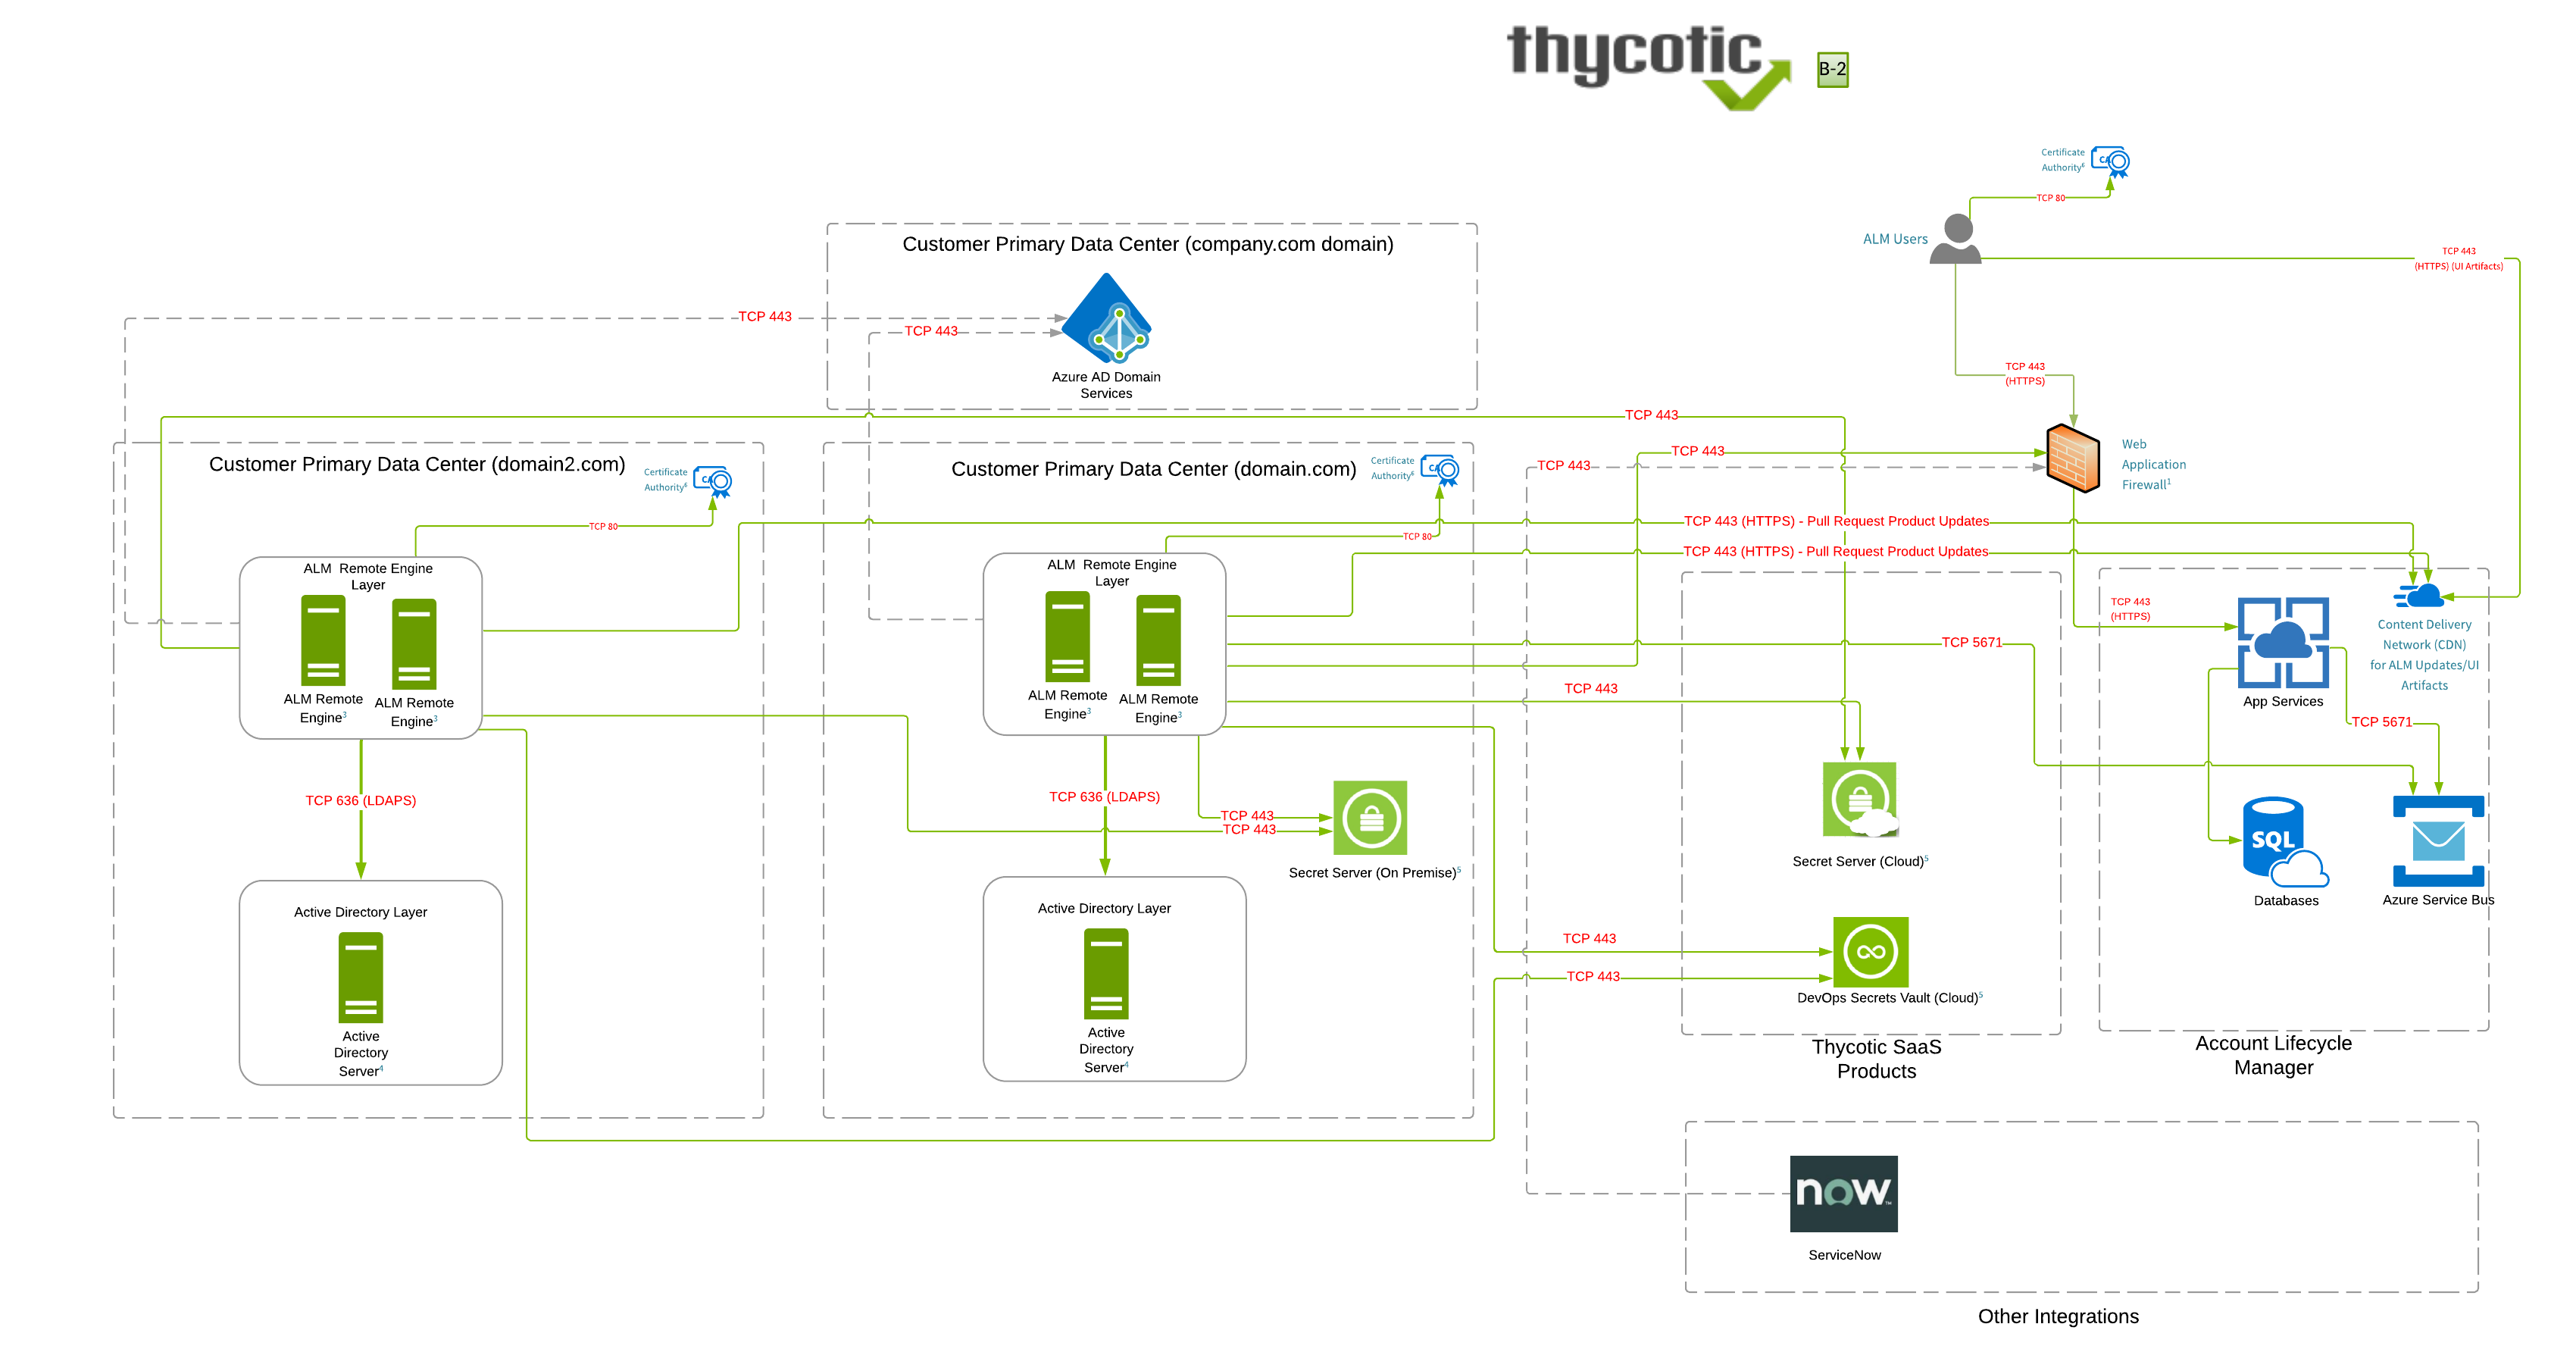 thycotic
B-2
Certificate
Authority⁶
TCP 80
ALM Users
TCP 443
(HTTPS) (UI Artifacts)
Customer Primary Data Center (company.com domain)
TCP 443
TCP 443
Azure AD Domain
Services
TCP 443
(HTTPS)
TCP 443
TCP 443
TCP 443
Web
Application
Firewall¹
Customer Primary Data Center (domain2.com)
Certificate
Authority⁶
TCP 80
Customer Primary Data Center (domain.com)
Certificate
Authority⁶
TCP 80
TCP 443 (HTTPS) - Pull Request Product Updates
TCP 443 (HTTPS) - Pull Request Product Updates
ALM Remote Engine
Layer
ALM Remote
Engine³
ALM Remote
Engine³
ALM Remote Engine
Layer
ALM Remote
Engine³
ALM Remote
Engine³
TCP 443
(HTTPS)
Content Delivery
Network (CDN)
for ALM Updates/UI
Artifacts
TCP 5671
TCP 443
App Services
TCP 5671
TCP 636 (LDAPS)
TCP 636 (LDAPS)
TCP 443
TCP 443
Secret Server (On Premise)⁵
Secret Server (Cloud)⁵
SQL
Databases
Azure Service Bus
Active Directory Layer
Active
Directory
Server⁴
Active Directory Layer
Active
Directory
Server⁴
TCP 443
TCP 443
DevOps Secrets Vault (Cloud)⁵
Thycotic SaaS
Products
Account Lifecycle
Manager
now
ServiceNow
Other Integrations